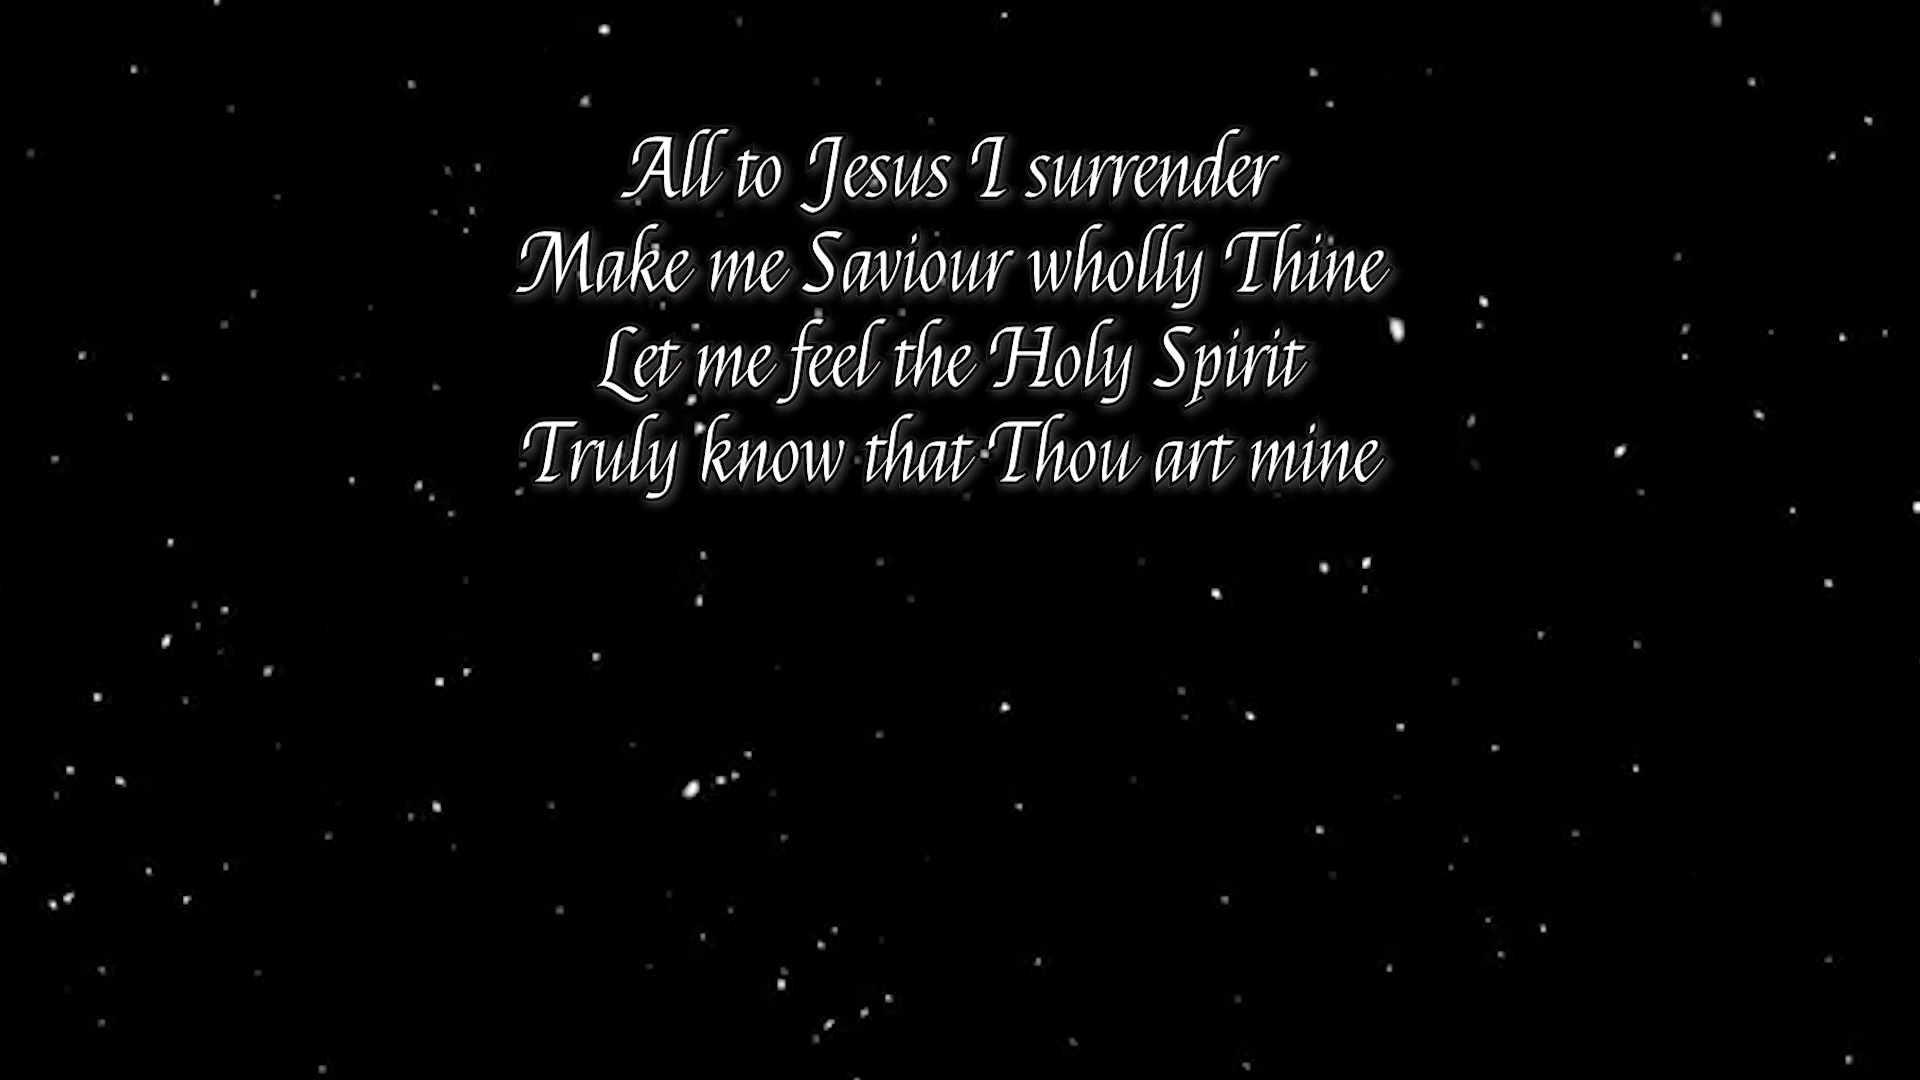 All to Jesus I surrender
Make me Saviour wholly Thine
Let me feel the Holy Spirit
Truly know that Thou art mine